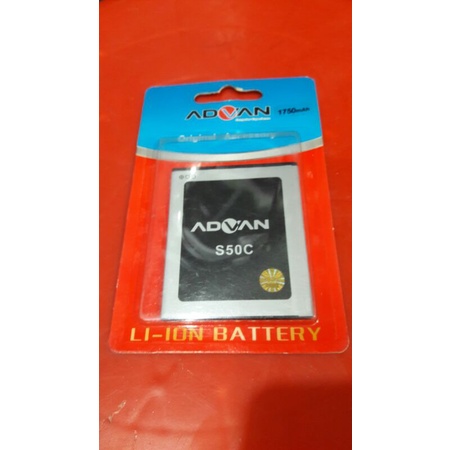 ADVAN
1750mAh
Original Accessory
ADVAN
S50C
LI-ION BATTERY